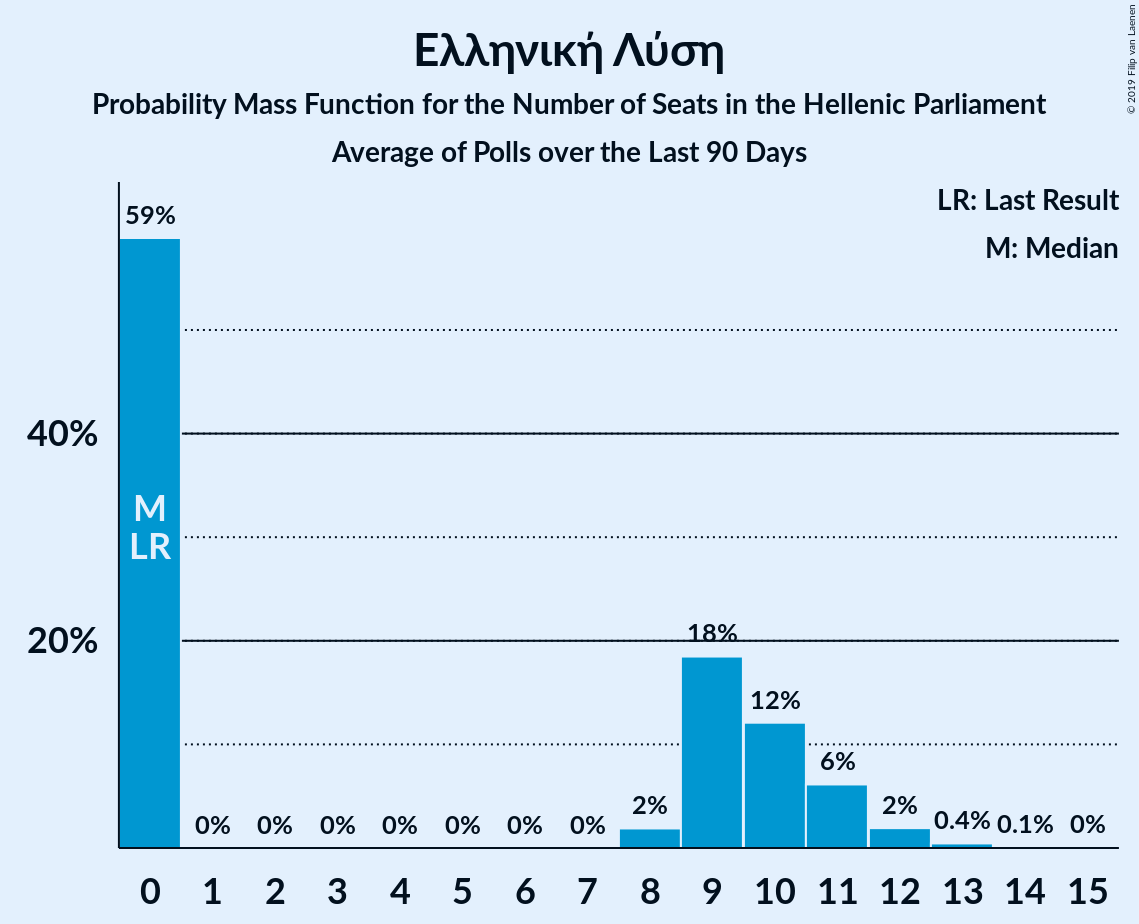 Ελληνική Λύση
Probability Mass Function for the Number of Seats in the Hellenic Parliament
Average of Polls over the Last 90 Days
© 2019 Filip van Laenen
LR: Last Result
M: Median
59%
40%
M
LR
20%
18%
12%
6%
0% 0% 0% 0% 0% 0% 0% 2% 2% 0.4% 0.1% 0%
0 1 2 3 4 5 6 7 8 9 10 11 12 13 14 15